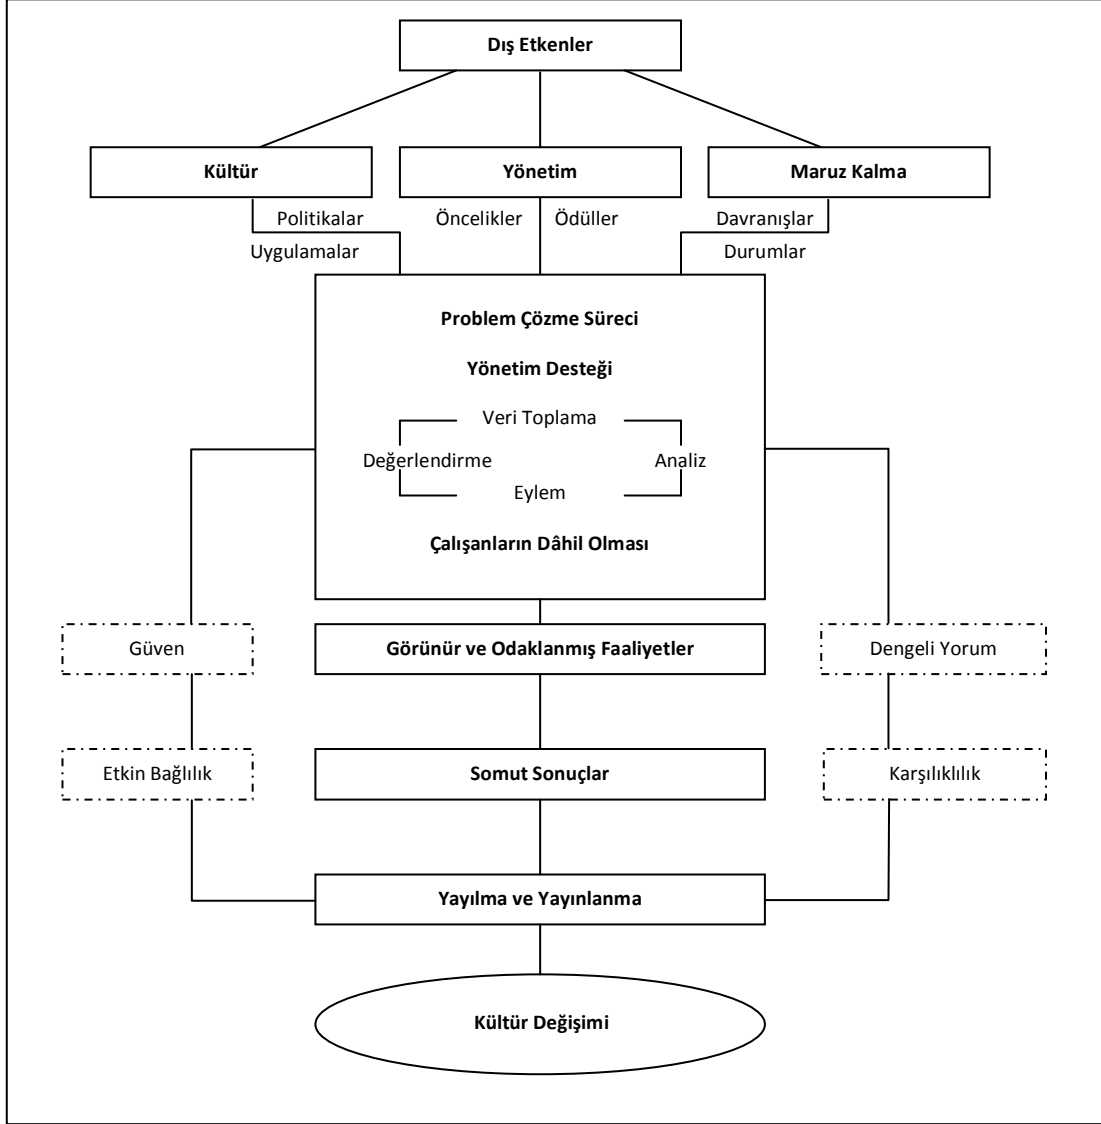 Dış Etkenler
Kültür
Yönetim
Maruz Kalma
Politikalar
Öncelikler
Ödüller
Davranışlar
Uygulamalar
Durumlar
Problem Çözme Süreci
Yönetim Desteği
Veri Toplama
Değerlendirme
Analiz
Eylem
Çalışanların Dâhil Olması
Güven
Görünür ve Odaklanmış Faaliyetler
Dengeli Yorum
Etkin Bağlılık
Somut Sonuçlar
Karşılıklılık
Yayılma ve Yayınlanma
Kültür Değişimi